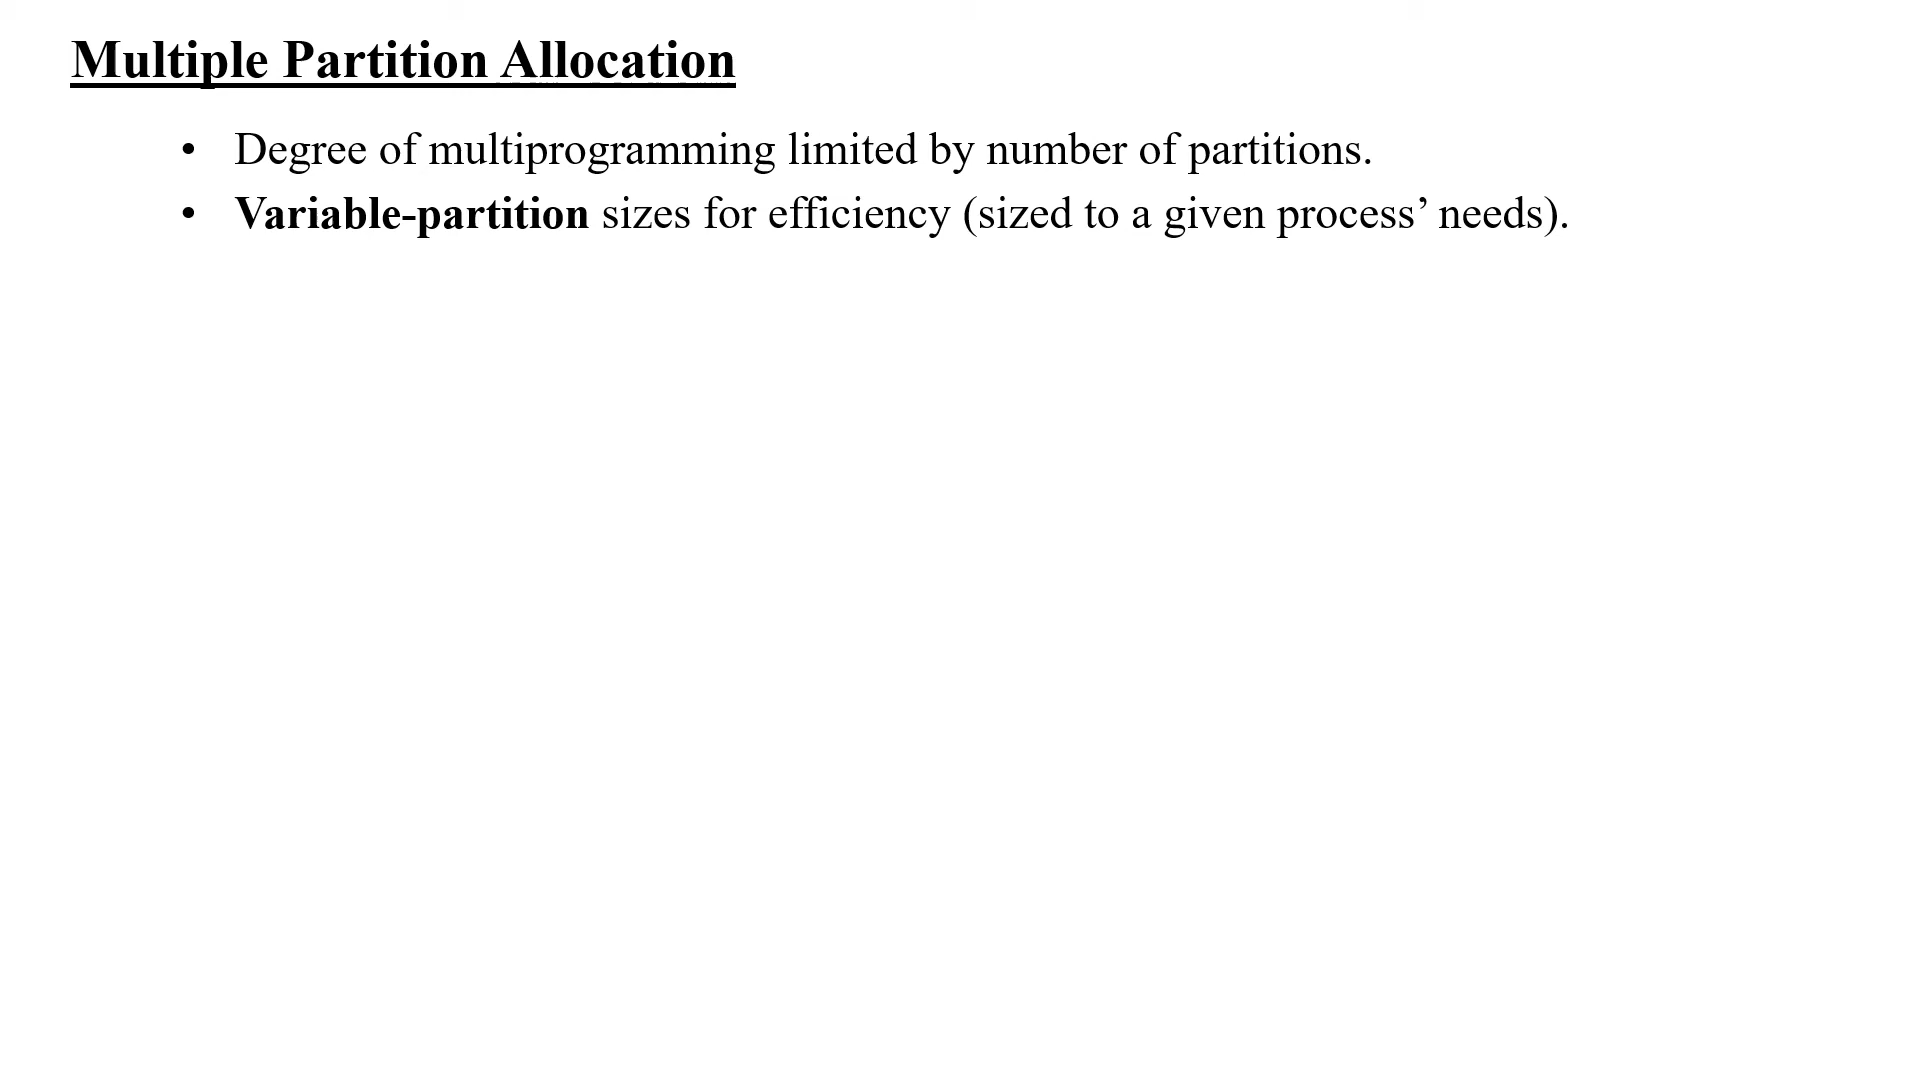 Multiple Partition Allocation
• Degree of multiprogramming limited by number of partitions.
• Variable-partition sizes for efficiency (sized to a given process’ needs).